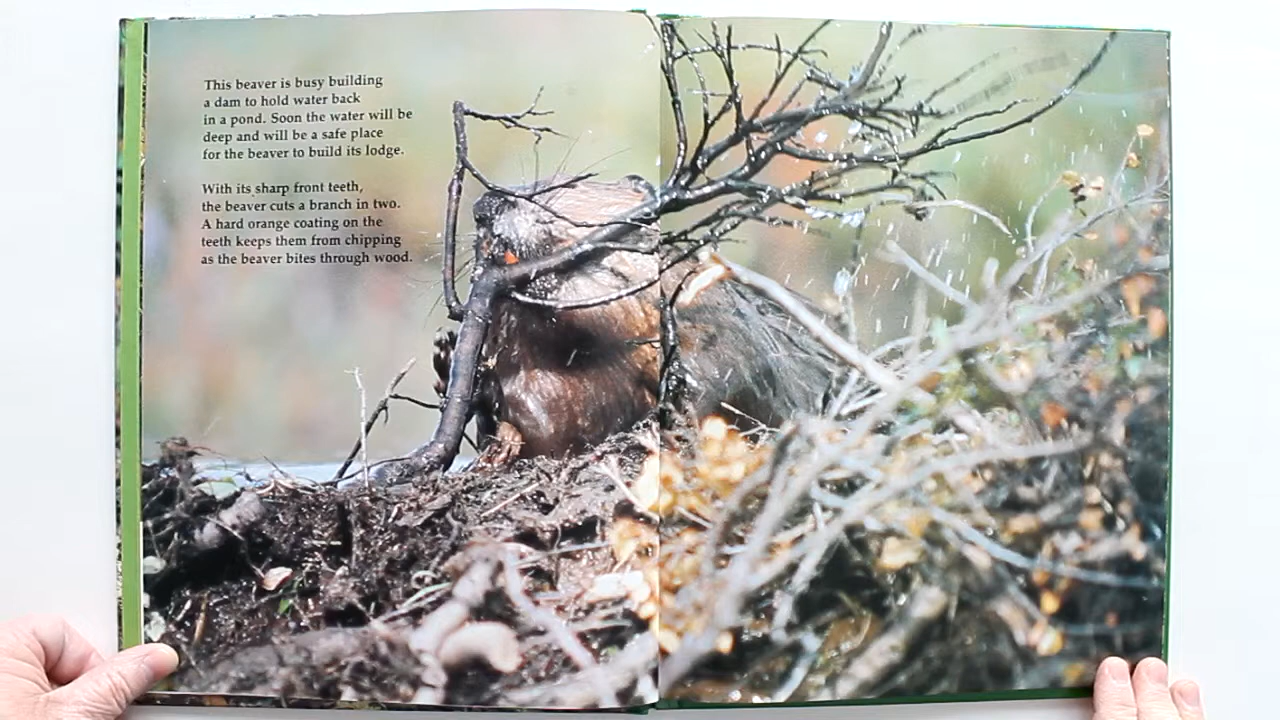 This beaver is busy building
a dam to hold water back
in a pond. Soon the water will be
deep and will be a safe place
for the beaver to build its lodge.
With its sharp front teeth,
the beaver cuts a branch in two.
A hard orange coating on the
teeth keeps them from chipping
as the beaver bites through wood.